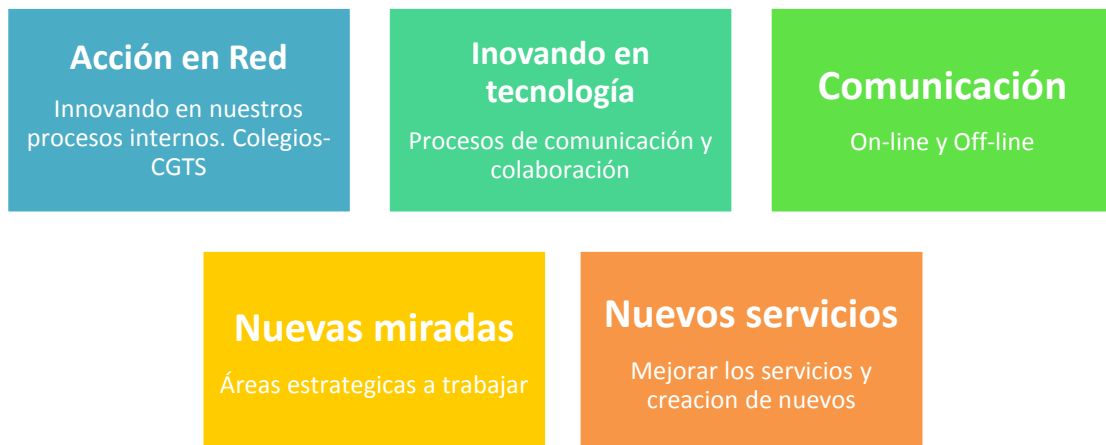 Acción en Red
Innovando en nuestros
procesos internos. Colegios-
CGTS
Inovando en
tecnología
Procesos de comunicación y
colaboración
Comunicación
On-line y Off-line
Nuevas miradas
Áreas estrategicas a trabajar
Nuevos servicios
Mejorar los servicios y
creacion de nuevos